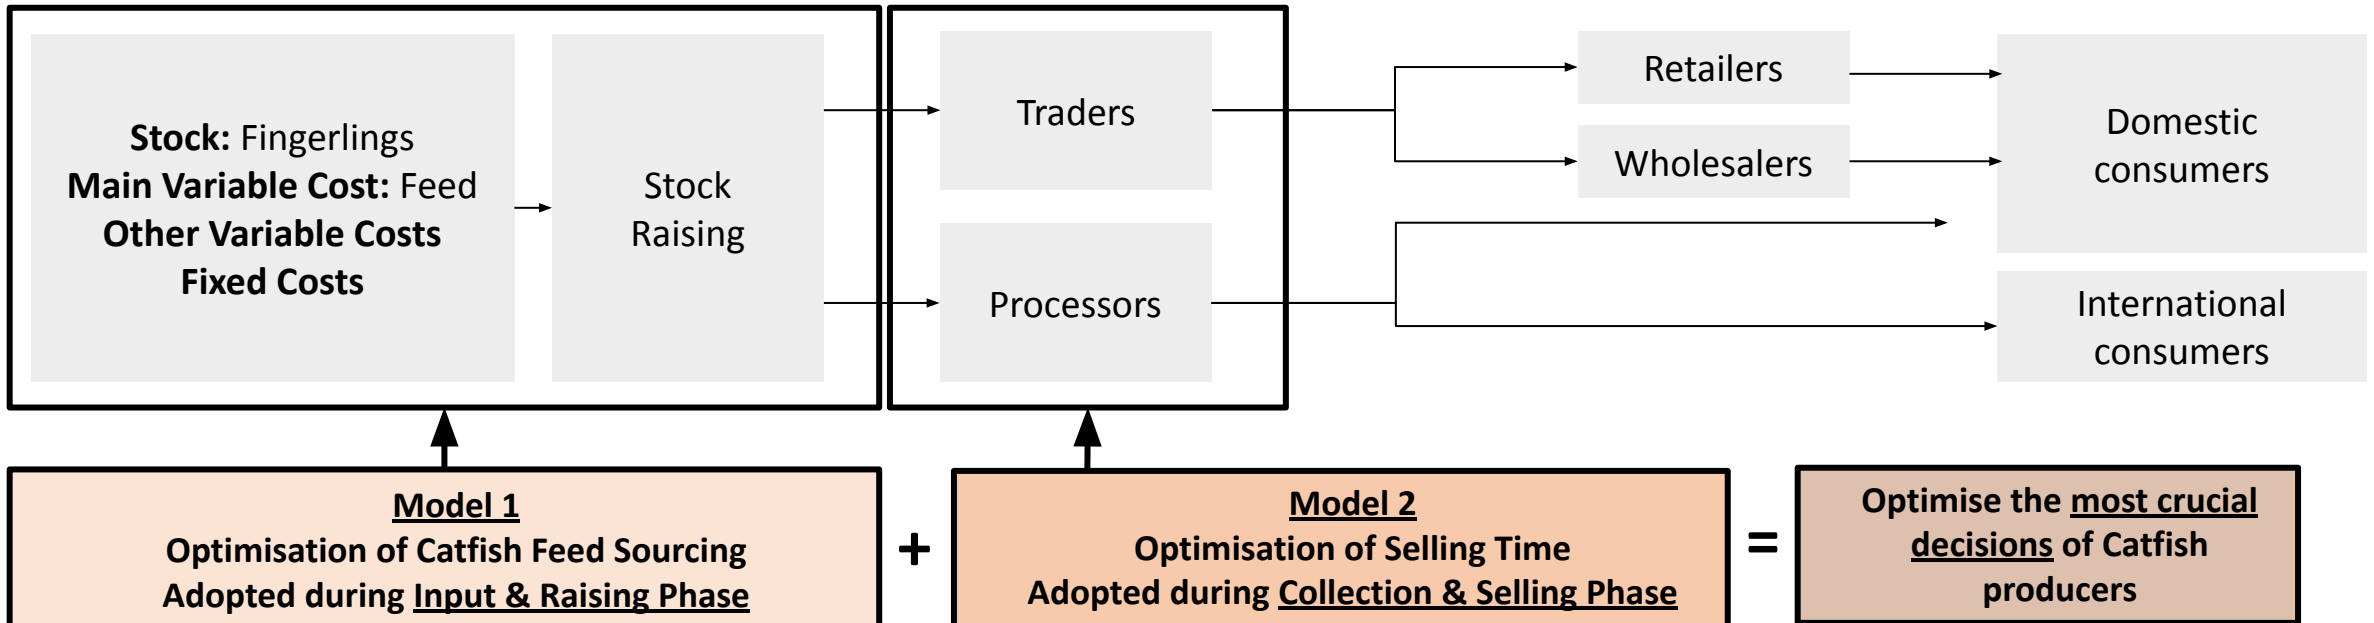 Stock: Fingerlings
Main Variable Cost: Feed
Other Variable Costs
Fixed Costs
Stock
Raising
Traders
Processors
Retailers
Wholesalers
Domestic
consumers
International
consumers
Model 1
Optimisation of Catfish Feed Sourcing
Adopted during Input & Raising Phase
+
Model 2
Optimisation of Selling Time
Adopted during Collection & Selling Phase
=
Optimise the most crucial
decisions of Catfish
producers